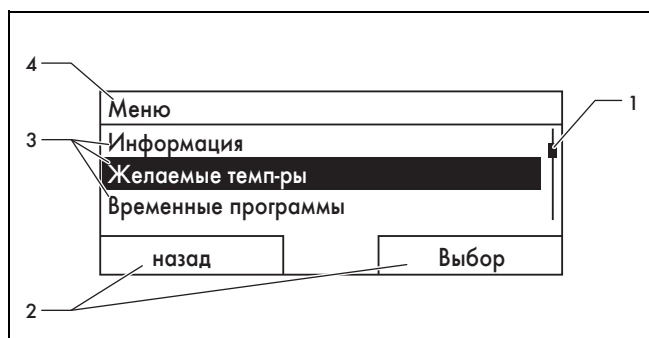 4
Меню
1
3
Информация
Желаемые темп-ры
Временные программы
назад
Выбор
2